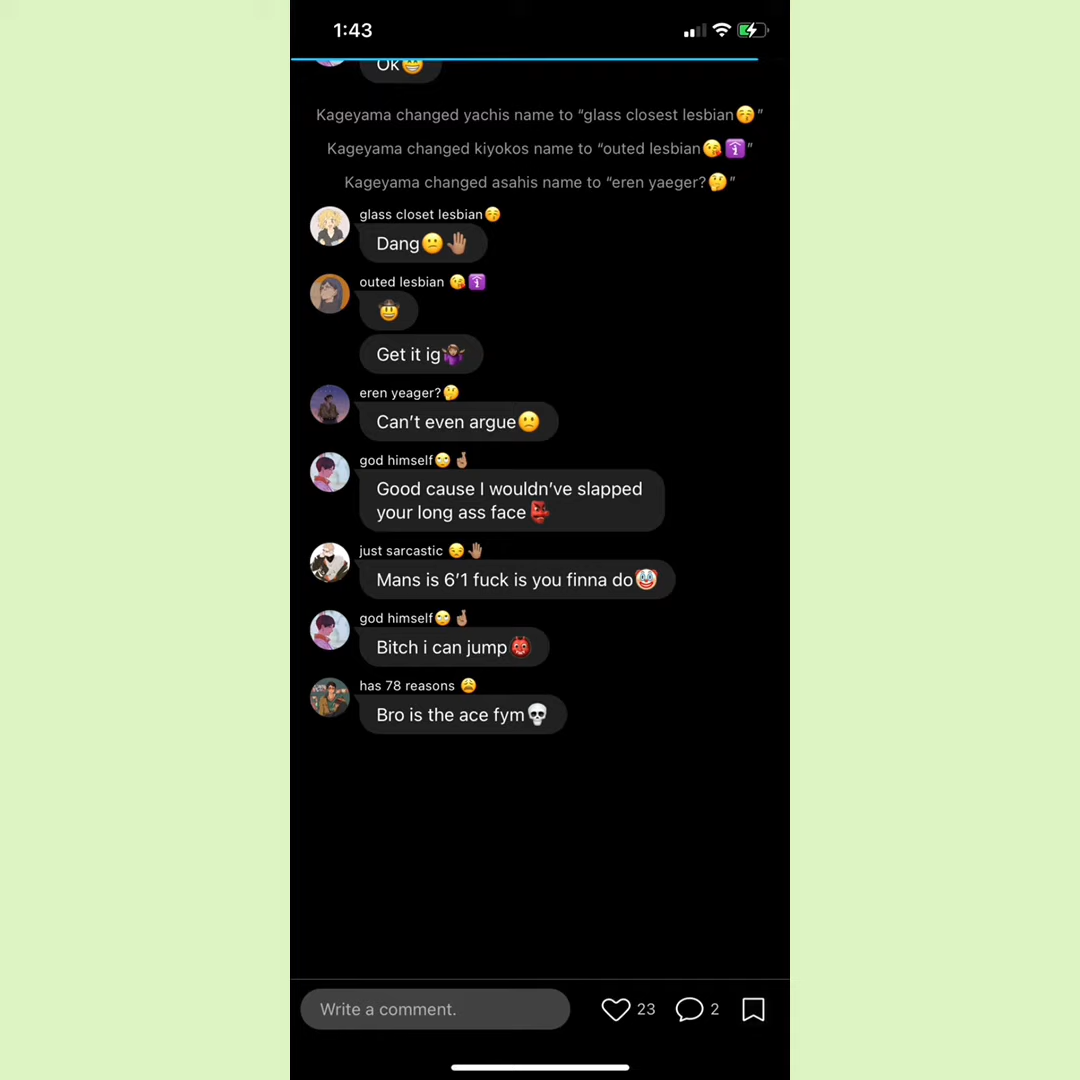 1:43
Ok😁
Kageyama changed yachis name to “glass closest lesbian😚”
Kageyama changed kiyokos name to “outed lesbian😘🛐”
Kageyama changed asahis name to “eren yaeger?🤔”
glass closet lesbian😚
Dang😕🤚🏽
outed lesbian 😘🛐
🤠
Get it ig🤷🏽‍♀️
eren yeager?🤔
Can’t even argue🙁
god himself🙄🤞🏽
Good cause I wouldn’ve slapped
your long ass face👺
just sarcastic 😒🤚🏽
Mans is 6’1 fuck is you finna do🤡
god himself🙄🤞🏽
Bitch i can jump👹
has 78 reasons 😩
Bro is the ace fym💀
Write a comment.
23
2